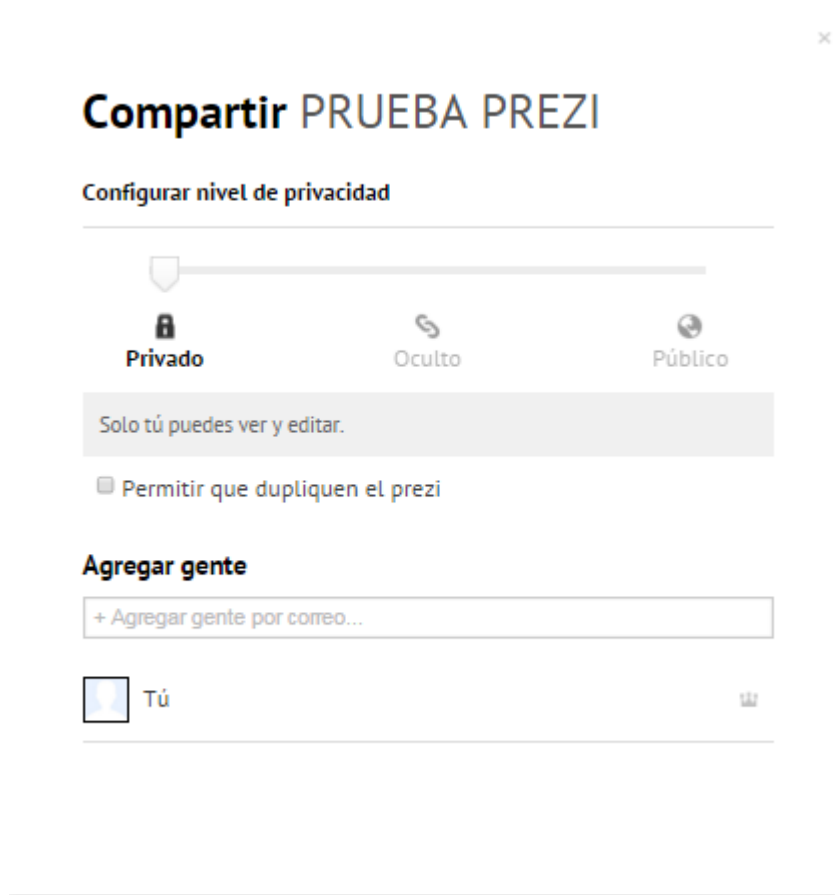 ×
Compartir PRUEBA PREZI
Configurar nivel de privacidad
Privado Oculto Público
Solo tú puedes ver y editar.
Permitir que dupliquen el prezi
Agregar gente
+ Agregar gente por correo...
Tú